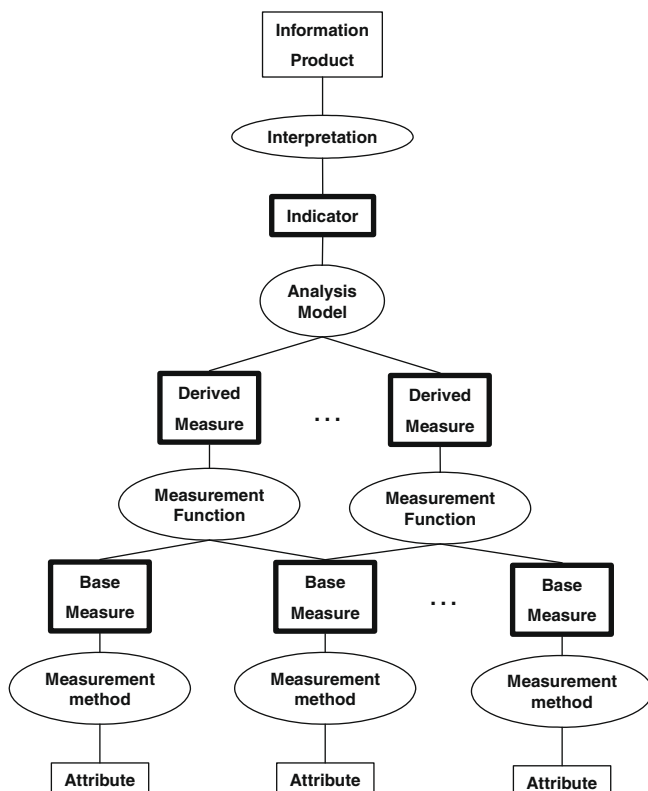 Information
Product
Interpretation
Indicator
Analysis
Model
Derived
Measure
...
Derived
Measure
Measurement
Function
Measurement
Function
Base
Measure
Base
Measure
...
Base
Measure
Measurement
method
Measurement
method
Measurement
method
Attribute
Attribute
Attribute